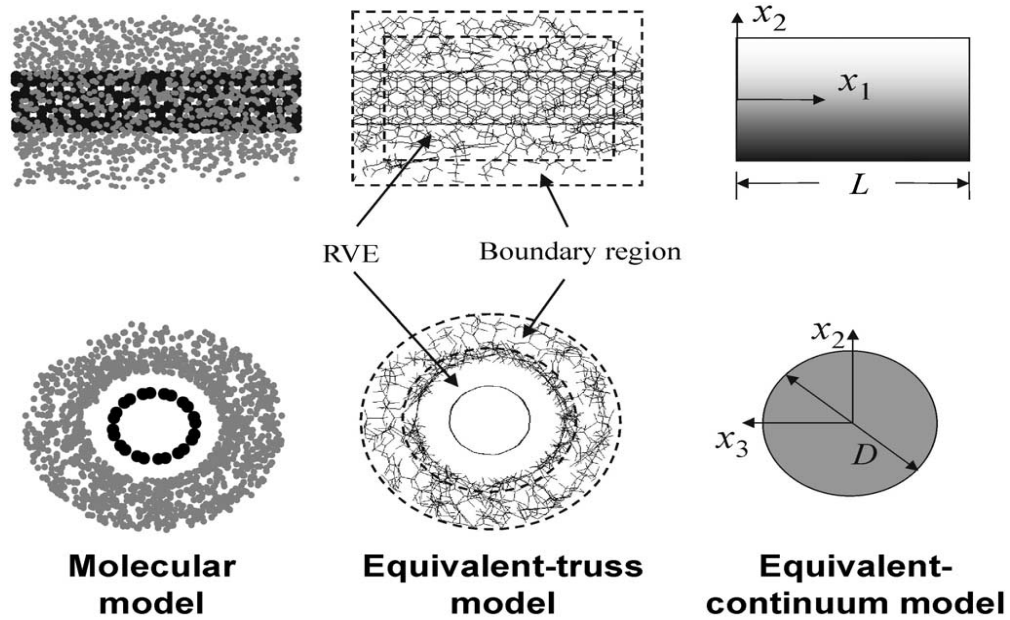 x₂
x₁
L
RVE
Boundary region
x₂
x₃
D
Molecular
model
Equivalent-truss
model
Equivalent-
continuum model